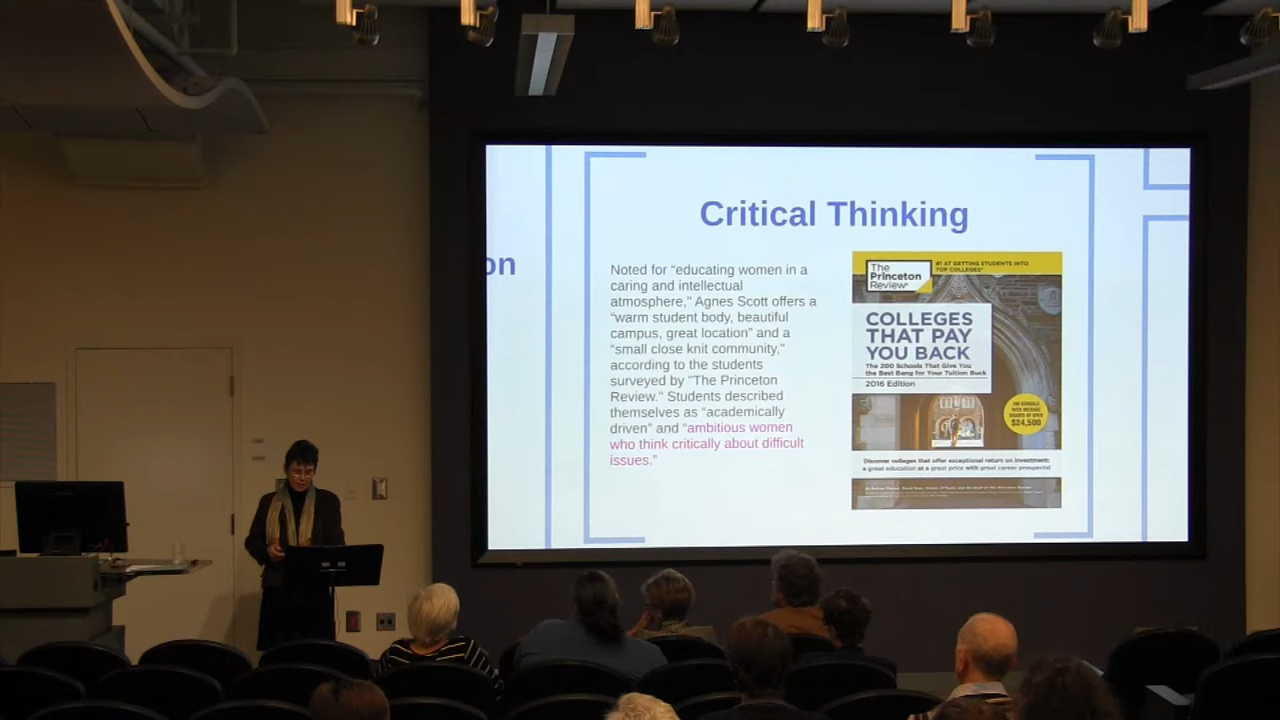 on
Critical Thinking
Noted for “educating women in a
caring and intellectual
atmosphere,” Agnes Scott offers a
“warm student body, beautiful
campus, great location” and a
“small close knit community,”
according to the students
surveyed by "The Princeton
Review." Students described
themselves as “academically
driven” and “ambitious women
who think critically about difficult
issues.”
The
Princeton
Review®
#1 AT GETTING STUDENTS INTO
TOP COLLEGES*
COLLEGES
THAT PAY
YOU BACK
The 200 Schools That Give You
the Best Bang for Your Tuition Buck
2016 Edition
$24,500
Discover colleges that offer exceptional return on investment:
a great education at a great price with great career prospects!